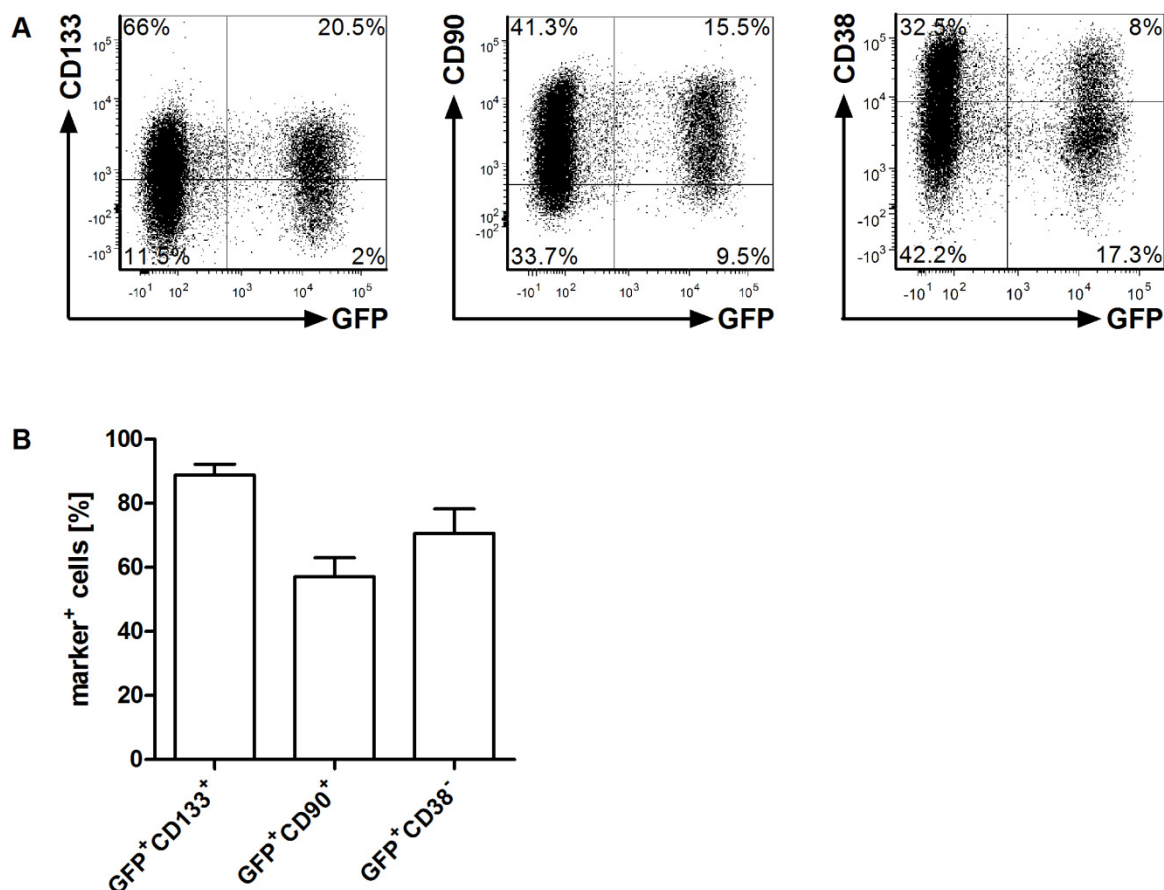 A
CD133
66%
20.5%
10⁵
10⁴
10³
-10²
-10³
11.5%
2%
-10¹ 10² 10³ 10⁴ 10⁵
GFP
CD90
41.3%
15.5%
10⁵
10⁴
10³
10²
-10²
33.7%
9.5%
-10¹ 10² 10³ 10⁴ 10⁵
GFP
CD38
32.5%
8%
10⁵
10⁴
10³
-10²
-10³
42.2%
17.3%
-10¹ 10² 10³ 10⁴ 10⁵
GFP
B
marker⁺ cells [%]
100
80
60
40
20
0
GFP⁺CD133⁺
GFP⁺CD90⁺
GFP⁺CD38⁻